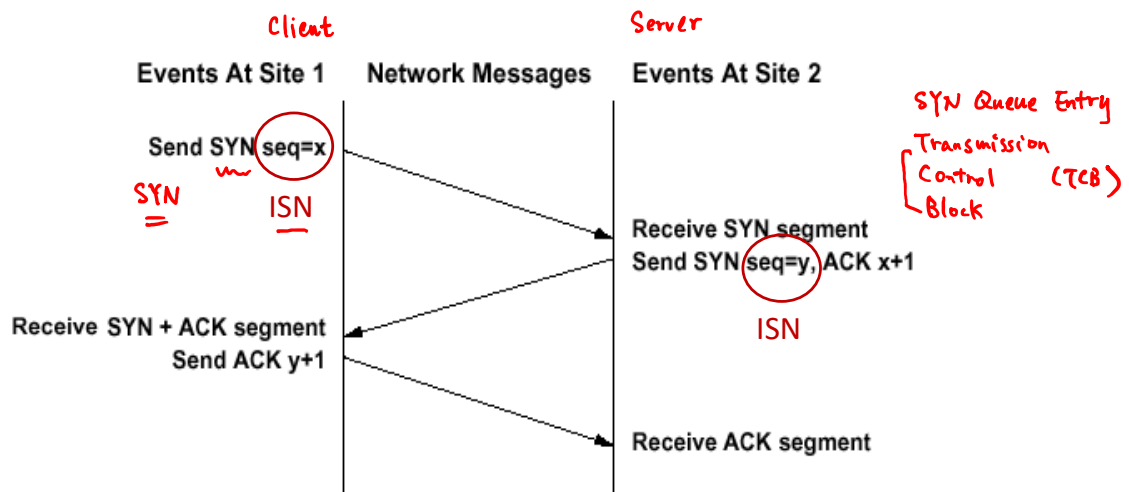 Client
Server
Events At Site 1
Network Messages
Events At Site 2
SYN Queue Entry
Transmission
Control (TCB)
Block
Send SYN seq=x
SYN
ISN
Receive SYN segment
Send SYN seq=y, ACK x+1
ISN
Receive SYN + ACK segment
Send ACK y+1
Receive ACK segment